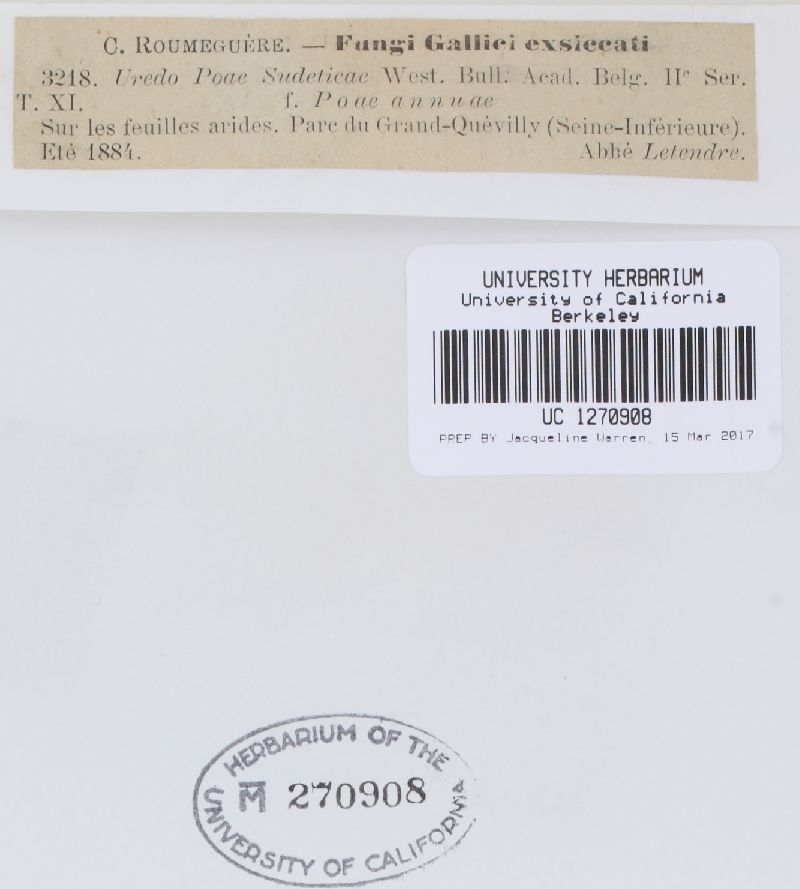 C. ROUMEGUÈRE. — Fungi Gallici exsiccati
3218. Uredo Poae Sudeticae West. Bull. Acad. Belg. IIe Ser.
T. XI. f. Poae annuae
Sur les feuilles arides. Parc du Grand-Quévilly (Seine-Inférieure).
Eté 1884. Abbé Letendre.
UNIVERSITY HERBARIUM
University of California
Berkeley
UC 1270908
PREP BY Jacqueline Warren, 15 Mar 2017
HERBARIUM OF THE
M 270908
UNIVERSITY OF CALIFORNIA